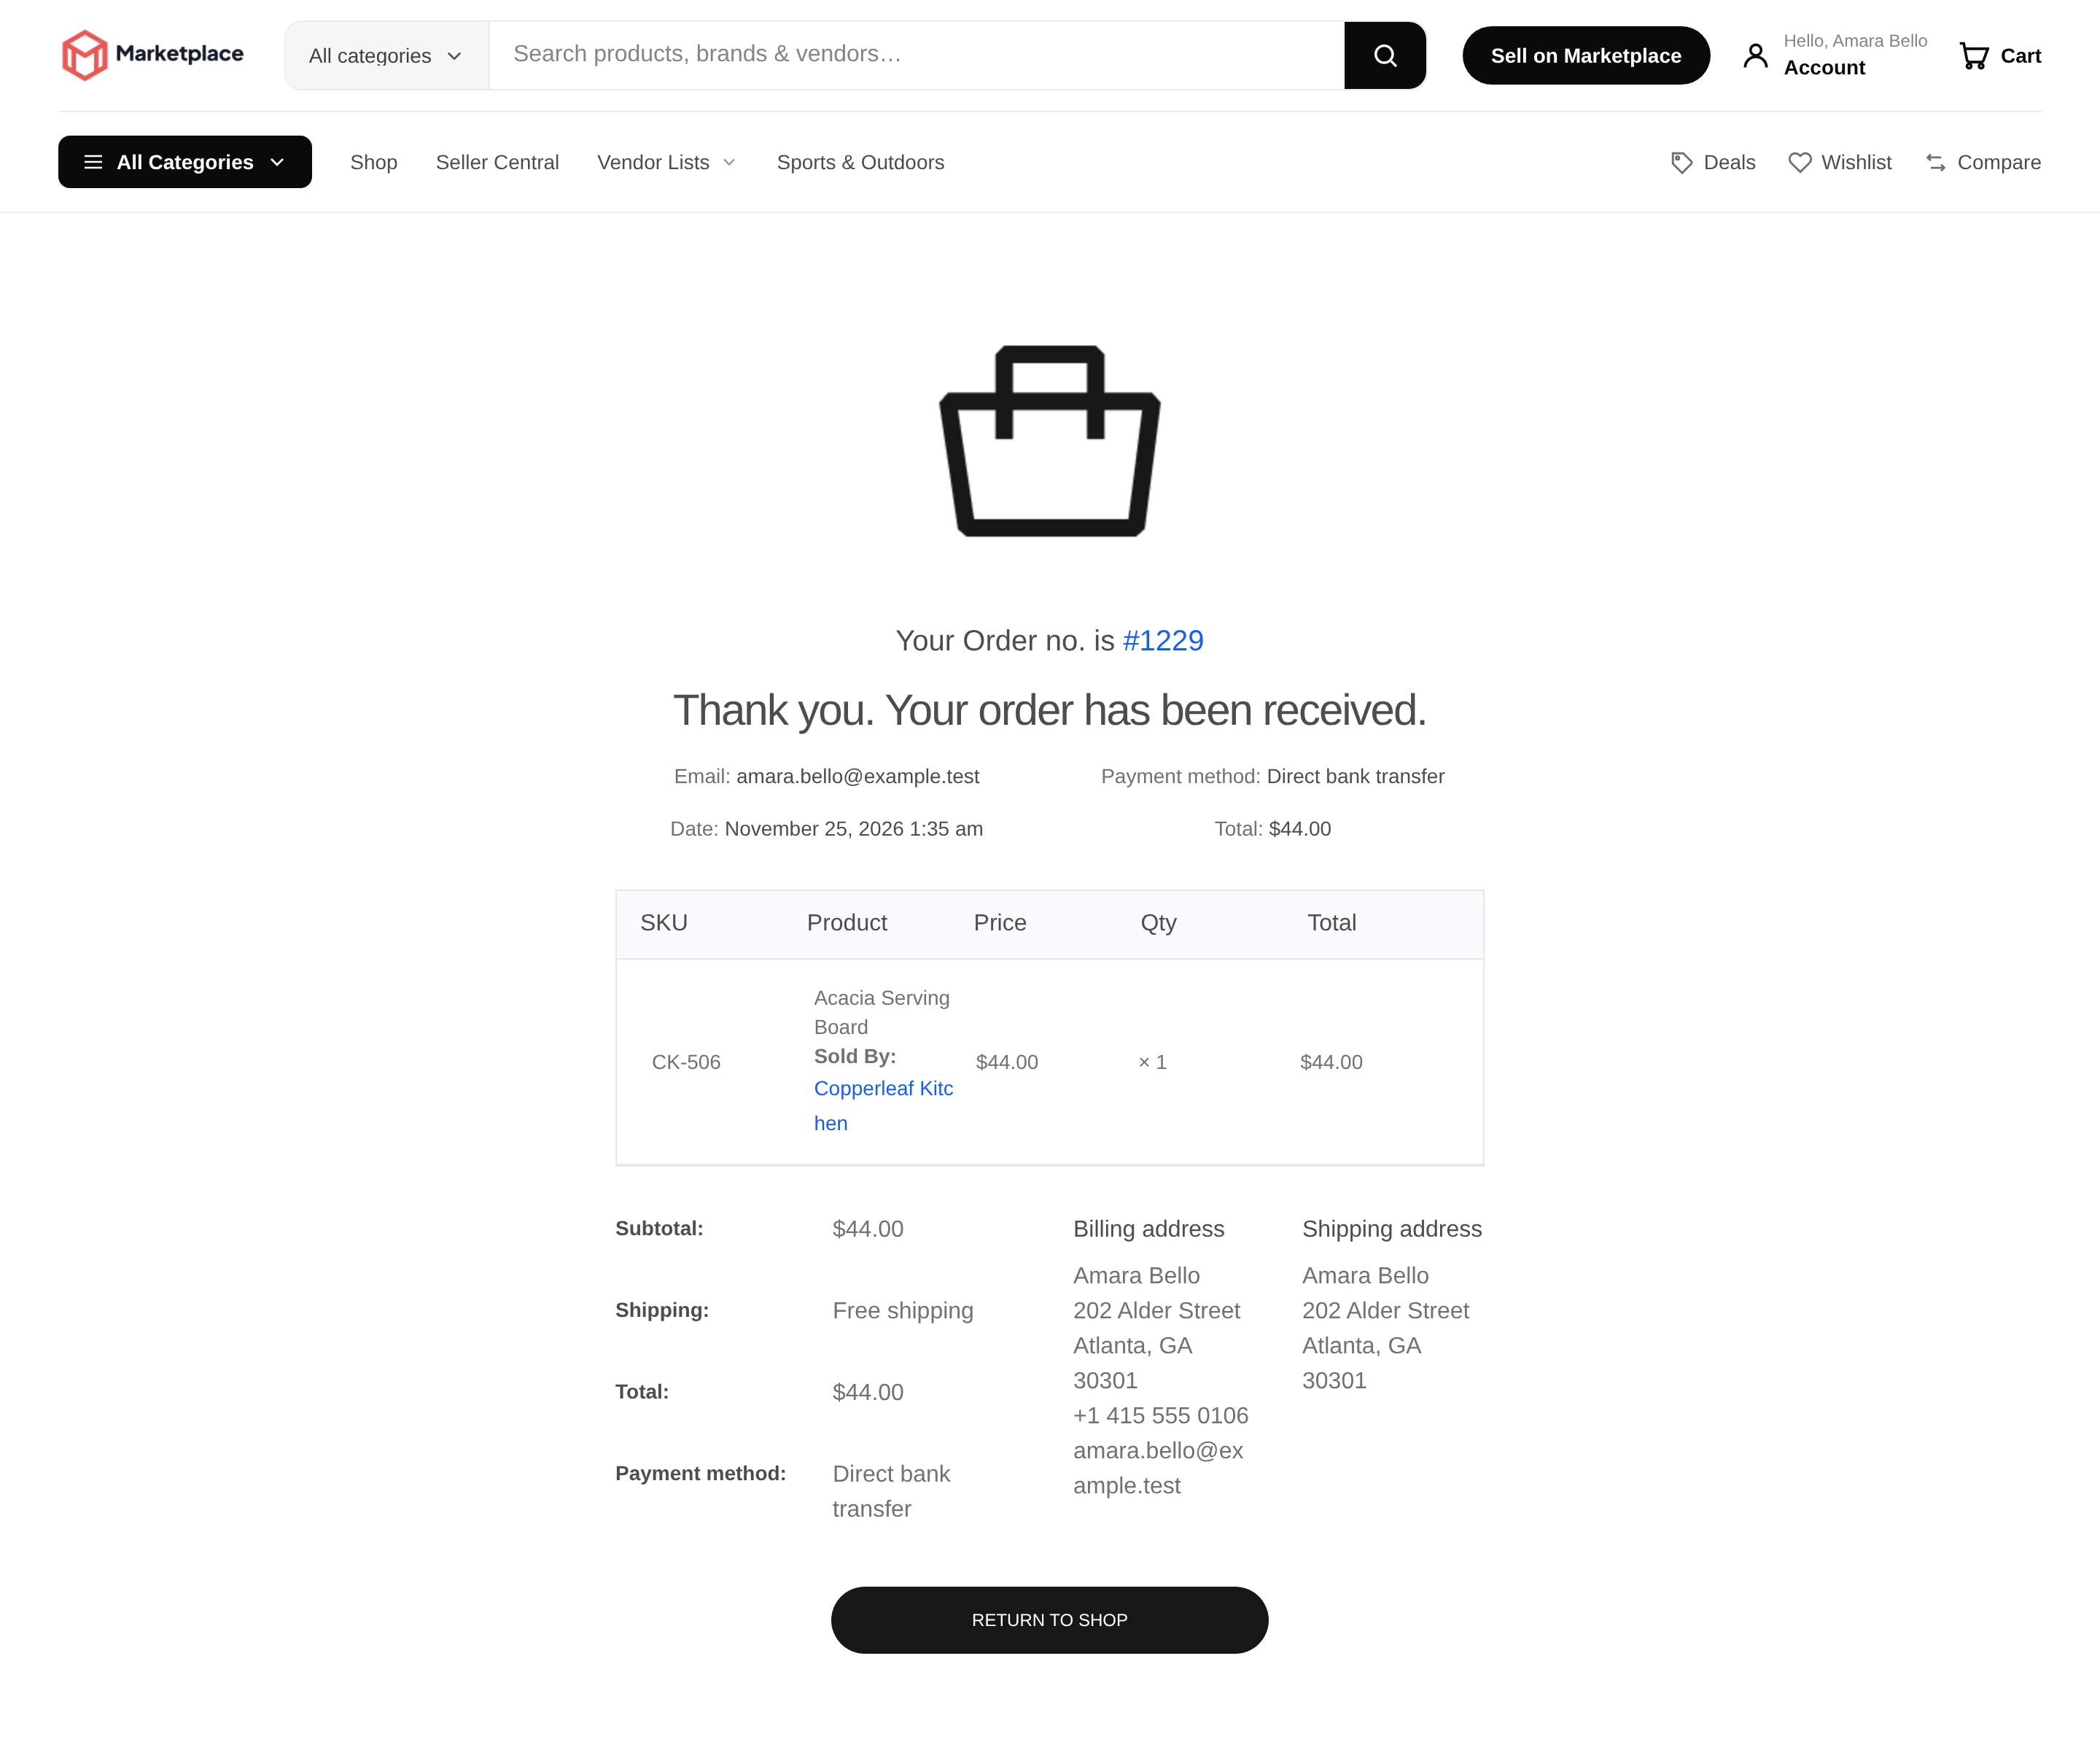 Marketplace
All categories
Search products, brands & vendors…
Sell on Marketplace
Hello, Amara Bello
Account
Cart
All Categories
Shop
Seller Central
Vendor Lists
Sports & Outdoors
Deals
Wishlist
Compare
Your Order no. is #1229
Thank you. Your order has been received.
Email: amara.bello@example.test
Payment method: Direct bank transfer
Date: November 25, 2026 1:35 am
Total: $44.00
SKU Product Price Qty Total
CK-506
Acacia Serving
Board
Sold By:
Copperleaf Kitc
hen
$44.00
× 1
$44.00
Subtotal: $44.00
Shipping: Free shipping
Total: $44.00
Payment method: Direct bank
transfer
Billing address
Amara Bello
202 Alder Street
Atlanta, GA
30301
+1 415 555 0106
amara.bello@ex
ample.test
Shipping address
Amara Bello
202 Alder Street
Atlanta, GA
30301
RETURN TO SHOP